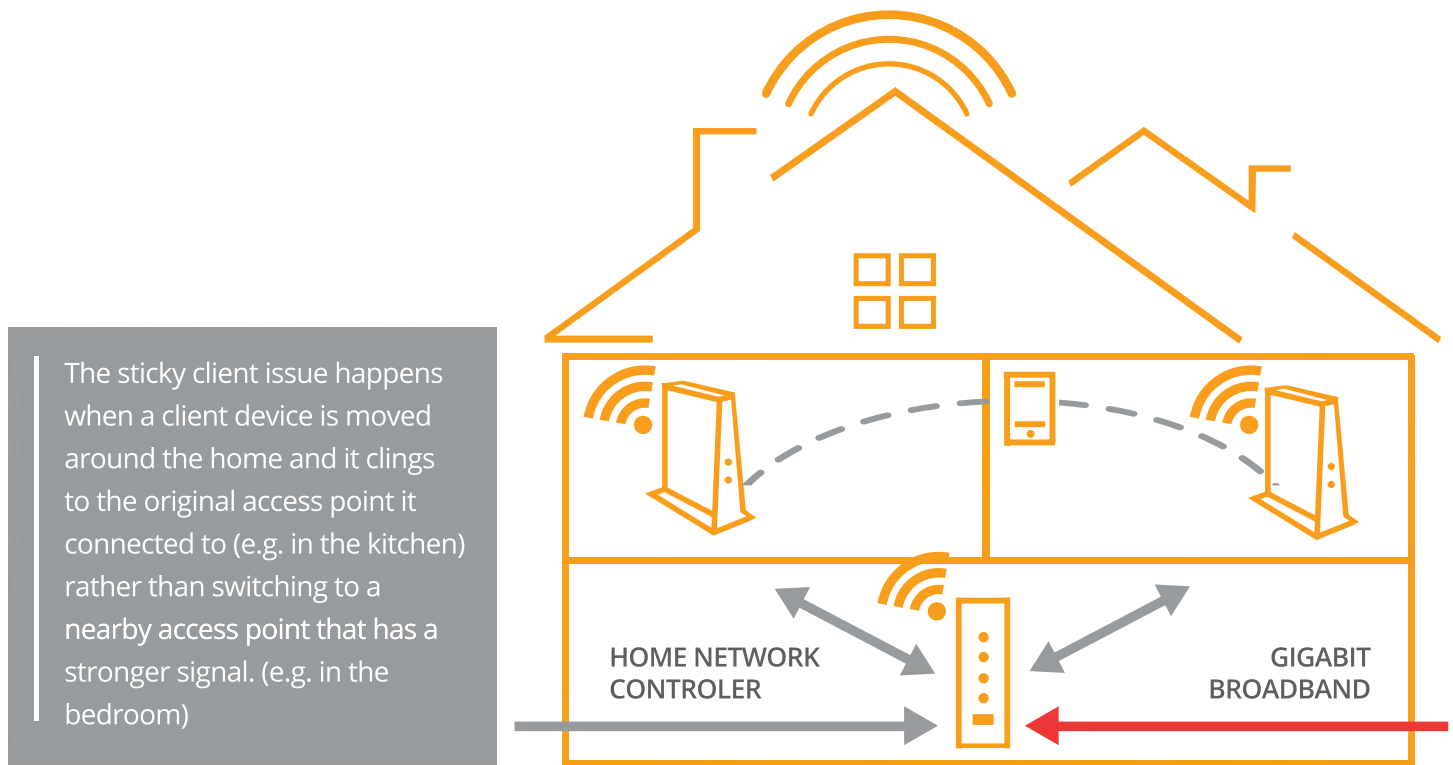 The sticky client issue happens
when a client device is moved
around the home and it clings
to the original access point it
connected to (e.g. in the kitchen)
rather than switching to a
nearby access point that has a
stronger signal. (e.g. in the
bedroom)
HOME NETWORK
CONTROLER
GIGABIT
BROADBAND